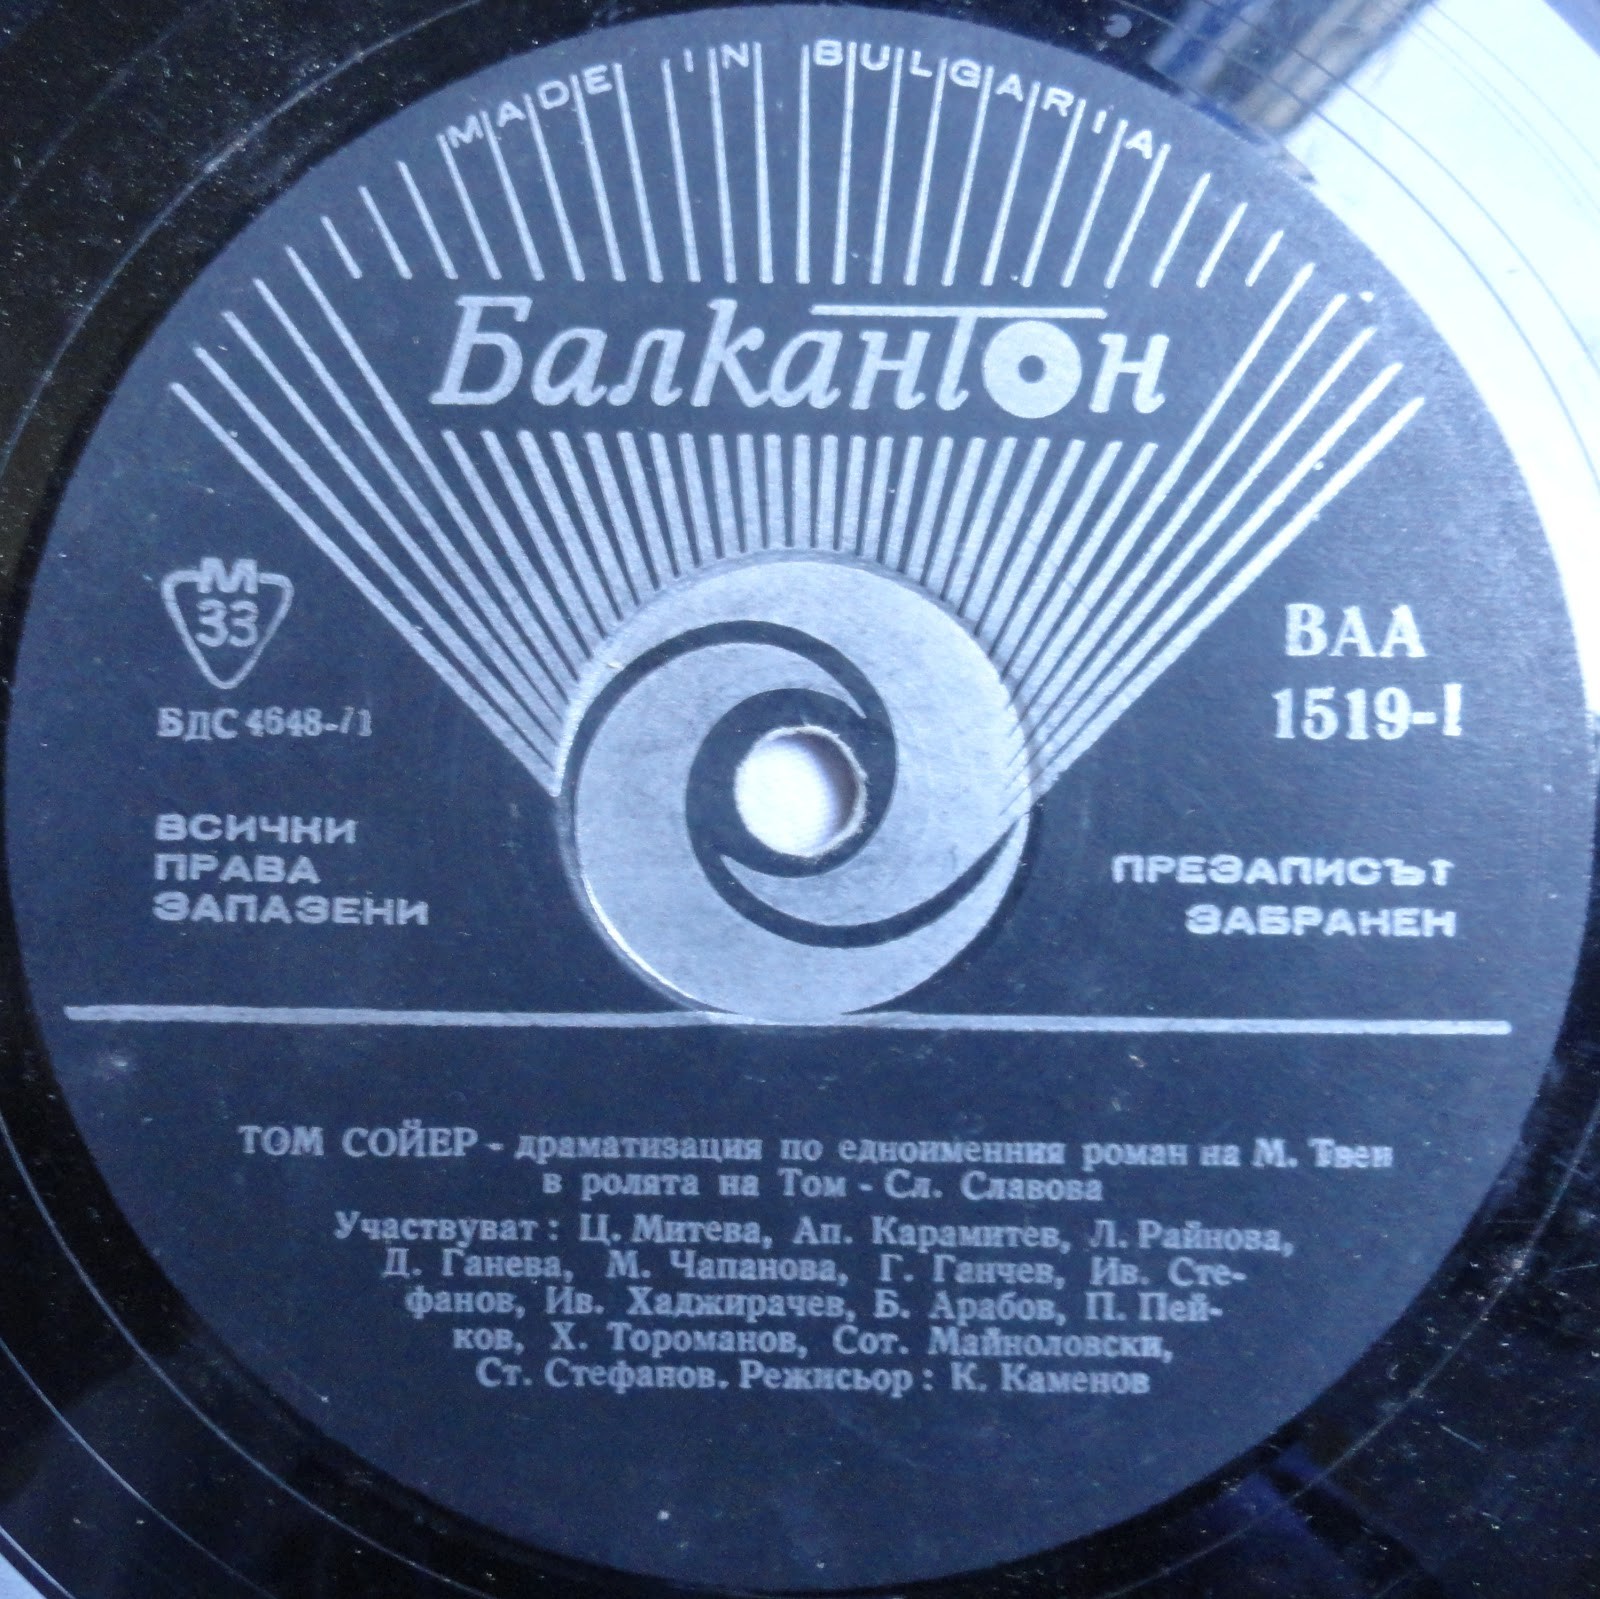 MADE IN BULGARIA
Балкантон
М
33
БДС 4648-71
ВАА
1519-I
ВСИЧКИ
ПРАВА
ЗАПАЗЕНИ
ПРЕЗАПИСЪТ
ЗАБРАНЕН
ТОМ СОЙЕР - драматизация по едноименния роман на М. Твен
в ролята на Том - Сл. Славова
Участвуват: Ц. Митева, Ап. Карамитев, Л. Райнова,
Д. Ганева, М. Чапанова, Г. Ганчев, Ив. Сте-
фанов, Ив. Хаджирачев, Б. Арабов, П. Пей-
ков, Х. Тороманов, Сот. Майноловски,
Ст. Стефанов. Режисьор: К. Каменов